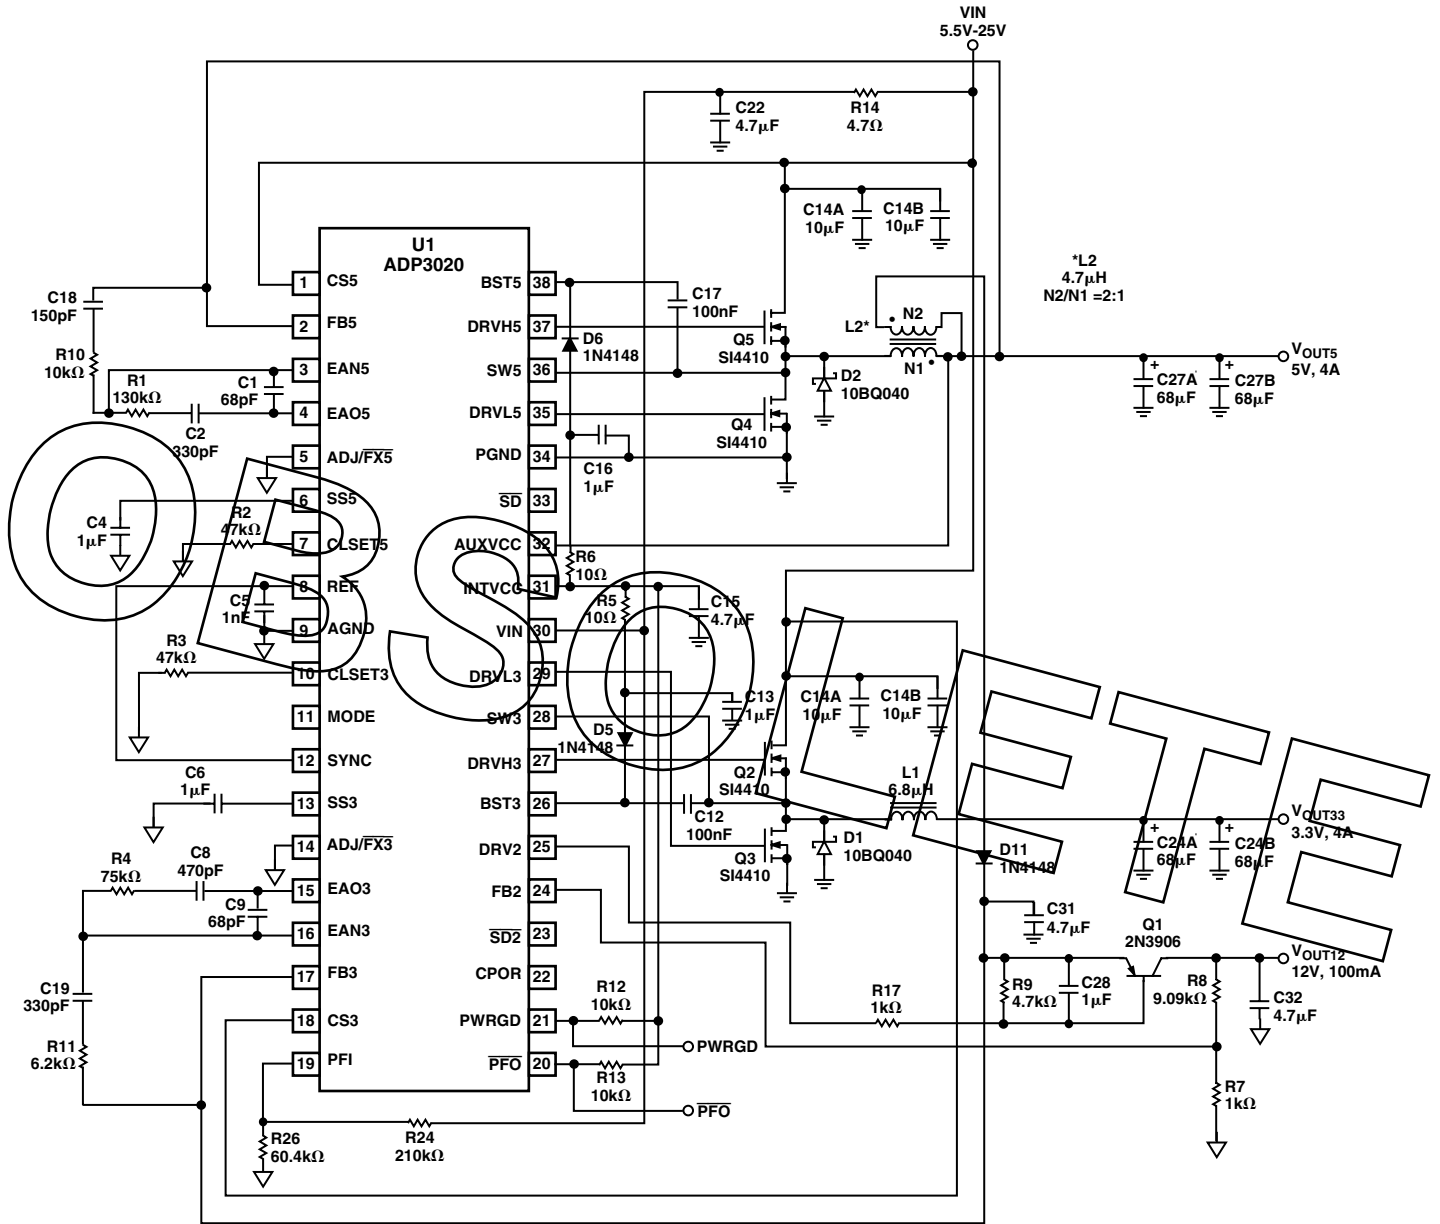 VIN
5.5V-25V
C22
4.7μF
R14
4.7Ω
C14A
10μF
C14B
10μF
*L2
4.7μH
N2/N1 =2:1
U1
ADP3020
1 CS5
2 FB5
3 EAN5
4 EAO5
5 ADJ/FX5
6 SS5
7 CLSET5
8 REF
9 AGND
10 CLSET3
11 MODE
12 SYNC
13 SS3
14 ADJ/FX3
15 EAO3
16 EAN3
17 FB3
18 CS3
19 PFI
BST5 38
DRVH5 37
SW5 36
DRVL5 35
PGND 34
SD 33
AUXVCC 32
INTVCC 31
VIN 30
DRVL3 29
SW3 28
DRVH3 27
BST3 26
DRV2 25
FB2 24
SD2 23
CPOR 22
PWRGD 21
PFO 20
C18
150pF
R10
10kΩ
R1
130kΩ
C1
68pF
C2
330pF
C4
1μF
R2
47kΩ
C5
1nF
R3
47kΩ
C6
1μF
R4
75kΩ
C8
470pF
C9
68pF
C19
330pF
R11
6.2kΩ
R26
60.4kΩ
R24
210kΩ
C17
100nF
D6
1N4148
Q5
SI4410
L2*
N2
N1
D2
10BQ040
Q4
SI4410
C16
1μF
C27A
68μF
+
C27B
68μF
+
VOUT5
5V, 4A
R6
10Ω
R5
10Ω
C15
4.7μF
C13
1μF
D5
1N4148
C14A
10μF
C14B
10μF
Q2
SI4410
L1
6.8μH
C12
100nF
Q3
SI4410
D1
10BQ040
D11
1N4148
C24A
68μF
+
C24B
68μF
+
VOUT33
3.3V, 4A
C31
4.7μF
Q1
2N3906
VOUT12
12V, 100mA
R9
4.7kΩ
C28
1μF
R8
9.09kΩ
C32
4.7μF
R17
1kΩ
R12
10kΩ
PWRGD
R13
10kΩ
PFO
R7
1kΩ
OBSOLETE